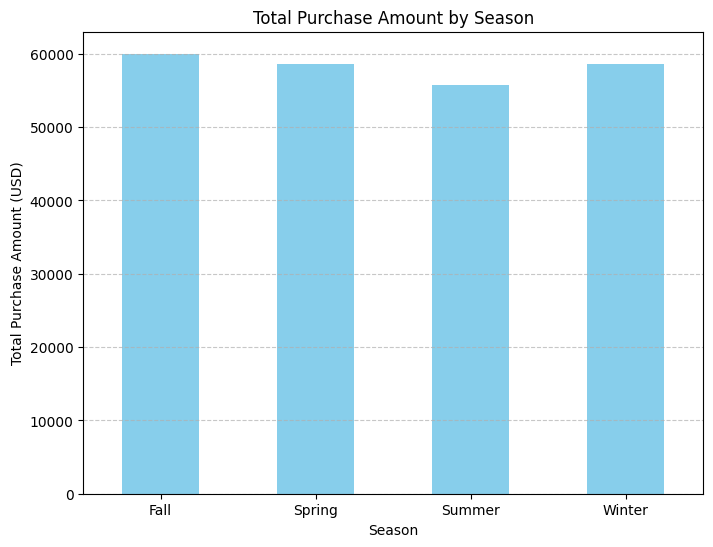 Total Purchase Amount by Season
Total Purchase Amount (USD)
60000
50000
40000
30000
20000
10000
0
Fall
Spring
Summer
Winter
Season